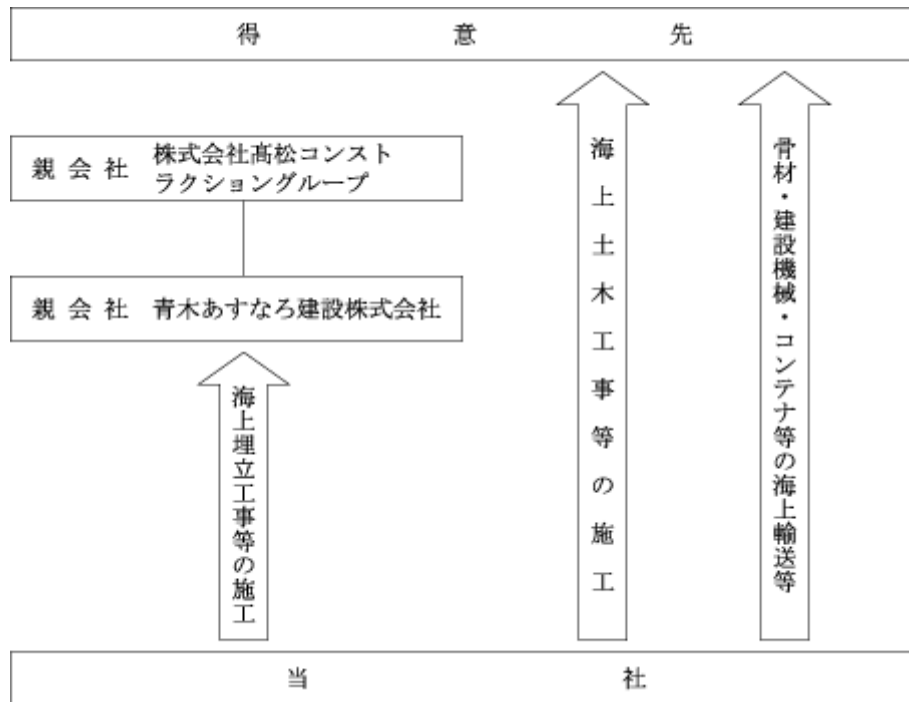 得意先
親会社 株式会社髙松コンスト
ラクショングループ
親会社 青木あすなろ建設株式会社
海上埋立工事等の施工
海上土木工事等の施工
骨材・建設機械・コンテナ等の海上輸送等
当社